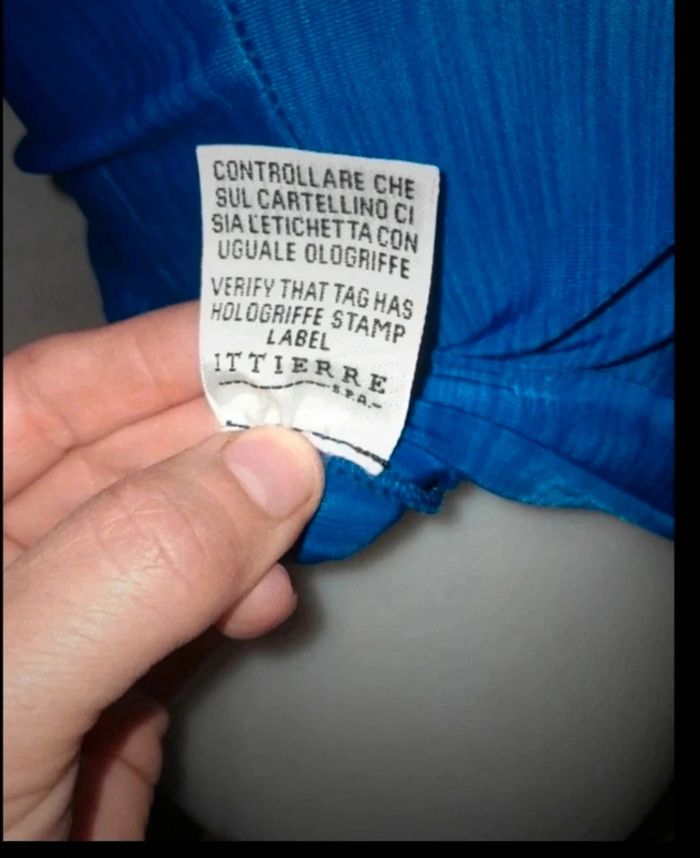 CONTROLLARE CHE
SUL CARTELLINO CI
SIA L'ETICHETTA CON
UGUALE OLOGRIFFE
VERIFY THAT TAG HAS
HOLOGRIFFE STAMP
LABEL
ITTIERRE
S.P.A.